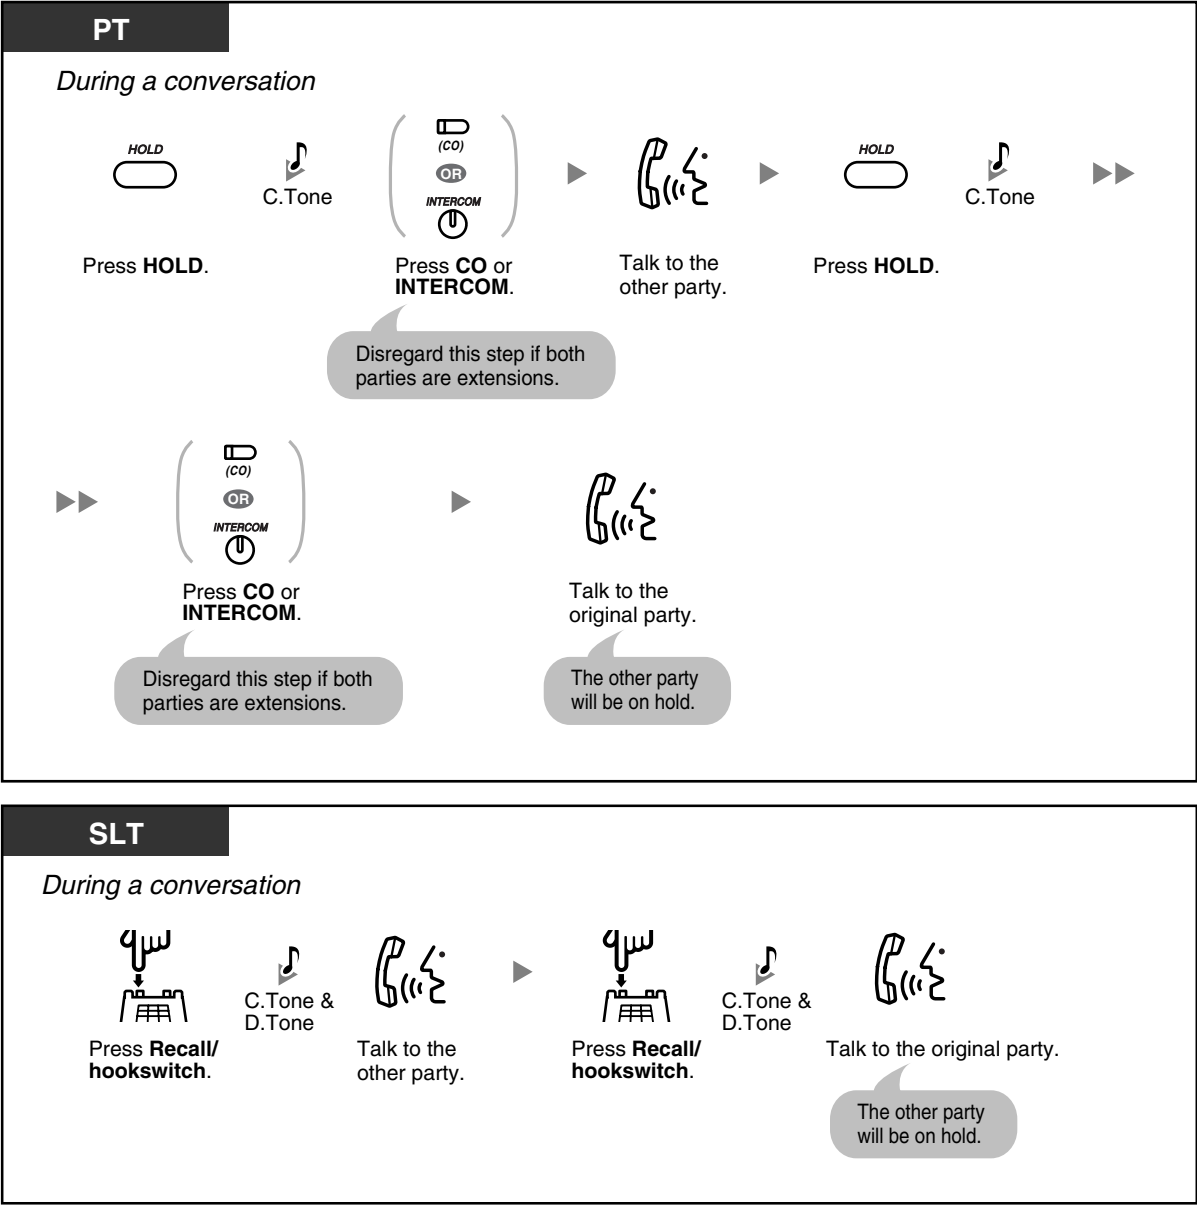 PT
During a conversation
HOLD
C.Tone
(CO)
OR
INTERCOM
HOLD
C.Tone
Press HOLD.
Press CO or
INTERCOM.
Talk to the
other party.
Press HOLD.
Disregard this step if both
parties are extensions.
(CO)
OR
INTERCOM
Press CO or
INTERCOM.
Talk to the
original party.
Disregard this step if both
parties are extensions.
The other party
will be on hold.
SLT
During a conversation
C.Tone &
D.Tone
C.Tone &
D.Tone
Press Recall/
hookswitch.
Talk to the
other party.
Press Recall/
hookswitch.
Talk to the original party.
The other party
will be on hold.